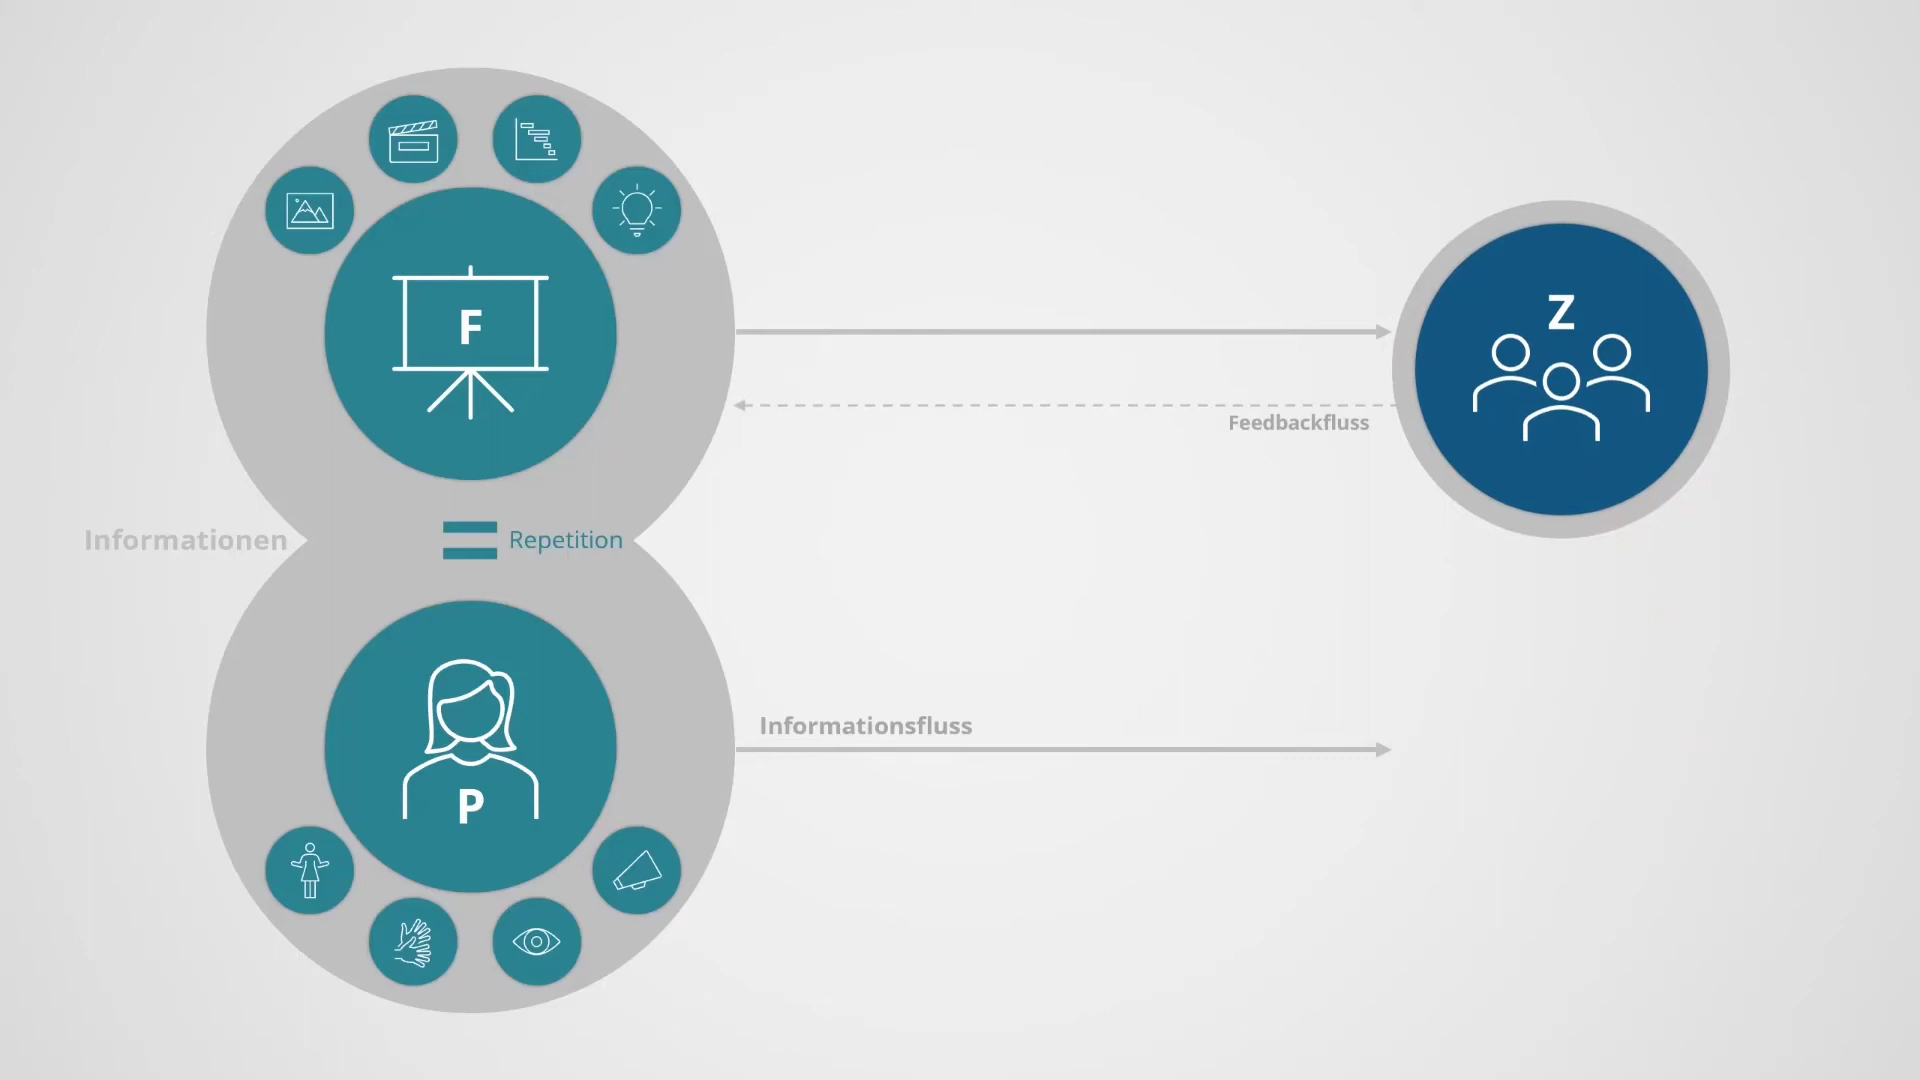 F
Z
Feedbackfluss
Informationen
Repetition
Informationsfluss
P